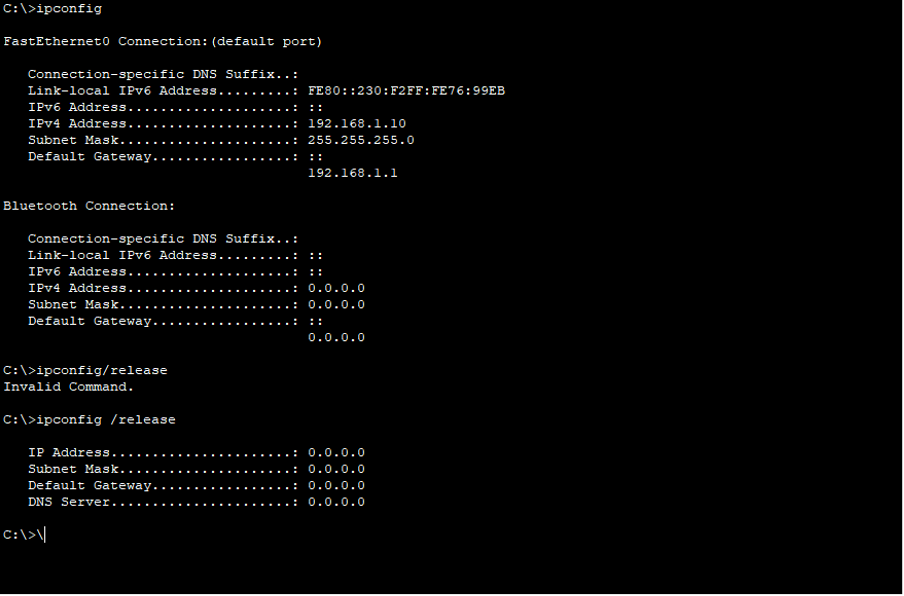 C:\>ipconfig
FastEthernet0 Connection:(default port)
Connection-specific DNS Suffix..:
Link-local IPv6 Address.........: FE80::230:F2FF:FE76:99EB
IPv6 Address....................: ::
IPv4 Address....................: 192.168.1.10
Subnet Mask.....................: 255.255.255.0
Default Gateway.................: ::
192.168.1.1
Bluetooth Connection:
Connection-specific DNS Suffix..:
Link-local IPv6 Address.........: ::
IPv6 Address....................: ::
IPv4 Address....................: 0.0.0.0
Subnet Mask.....................: 0.0.0.0
Default Gateway.................: ::
0.0.0.0
C:\>ipconfig/release
Invalid Command.
C:\>ipconfig /release
IP Address......................: 0.0.0.0
Subnet Mask.....................: 0.0.0.0
Default Gateway.................: 0.0.0.0
DNS Server......................: 0.0.0.0
C:\>\